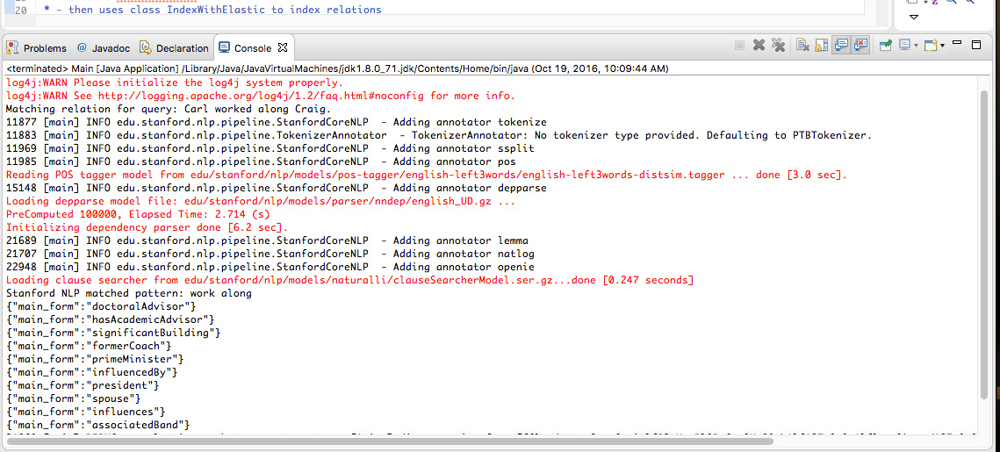 20 * - then uses class IndexWithElastic to index relations
Problems @ Javadoc Declaration Console
<terminated> Main [Java Application] /Library/Java/JavaVirtualMachines/jdk1.8.0_71.jdk/Contents/Home/bin/java (Oct 19, 2016, 10:09:44 AM)
log4j:WARN Please initialize the log4j system properly.
log4j:WARN See http://logging.apache.org/log4j/1.2/faq.html#noconfig for more info.
Matching relation for query: Carl worked along Craig.
11877 [main] INFO edu.stanford.nlp.pipeline.StanfordCoreNLP - Adding annotator tokenize
11883 [main] INFO edu.stanford.nlp.pipeline.TokenizerAnnotator - TokenizerAnnotator: No tokenizer type provided. Defaulting to PTBTokenizer.
11969 [main] INFO edu.stanford.nlp.pipeline.StanfordCoreNLP - Adding annotator ssplit
11985 [main] INFO edu.stanford.nlp.pipeline.StanfordCoreNLP - Adding annotator pos
Reading POS tagger model from edu/stanford/nlp/models/pos-tagger/english-left3words/english-left3words-distsim.tagger ... done [3.0 sec].
15148 [main] INFO edu.stanford.nlp.pipeline.StanfordCoreNLP - Adding annotator depparse
Loading depparse model file: edu/stanford/nlp/models/parser/nndep/english_UD.gz ...
PreComputed 100000, Elapsed Time: 2.714 (s)
Initializing dependency parser done [6.2 sec].
21689 [main] INFO edu.stanford.nlp.pipeline.StanfordCoreNLP - Adding annotator lemma
21707 [main] INFO edu.stanford.nlp.pipeline.StanfordCoreNLP - Adding annotator natlog
22948 [main] INFO edu.stanford.nlp.pipeline.StanfordCoreNLP - Adding annotator openie
Loading clause searcher from edu/stanford/nlp/models/naturalli/clauseSearcherModel.ser.gz...done [0.247 seconds]
Stanford NLP matched pattern: work along
{"main_form":"doctoralAdvisor"}
{"main_form":"hasAcademicAdvisor"}
{"main_form":"significantBuilding"}
{"main_form":"formerCoach"}
{"main_form":"primeMinister"}
{"main_form":"influencedBy"}
{"main_form":"president"}
{"main_form":"spouse"}
{"main_form":"influences"}
{"main_form":"associatedBand"}